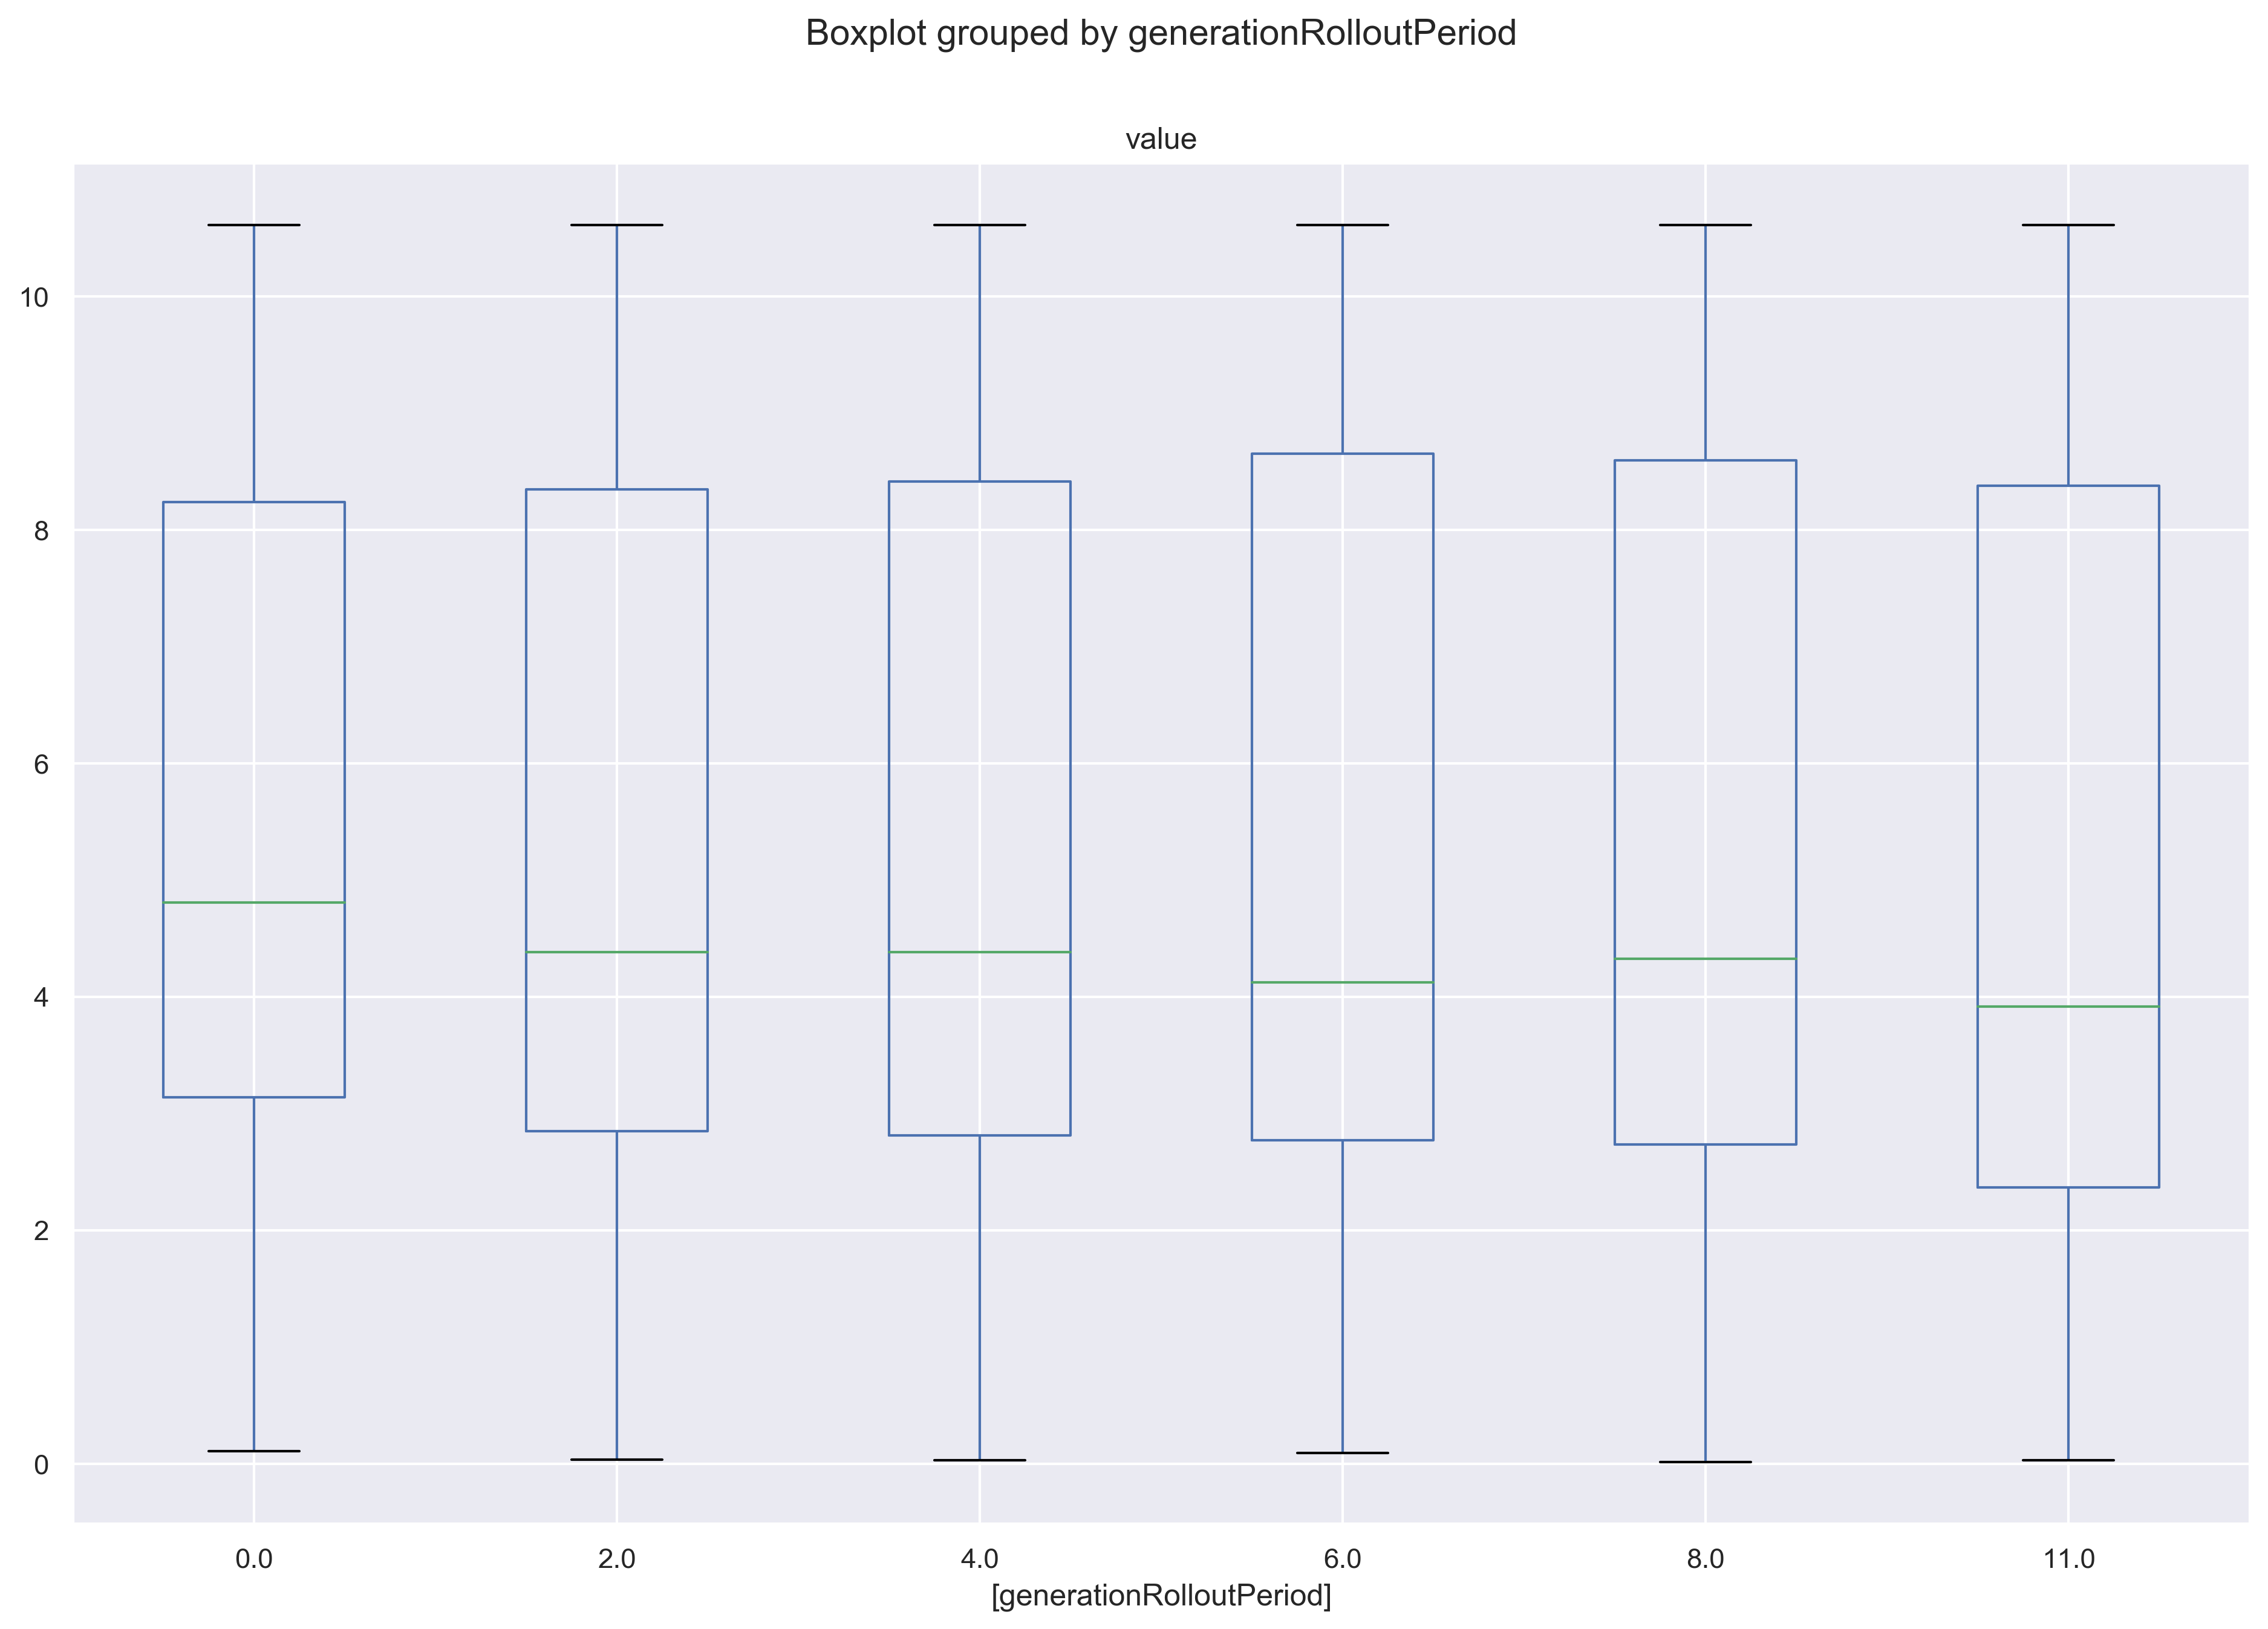 Boxplot grouped by generationRolloutPeriod
value
10
8
6
4
2
0
0.0 2.0 4.0 6.0 8.0 11.0
[generationRolloutPeriod]